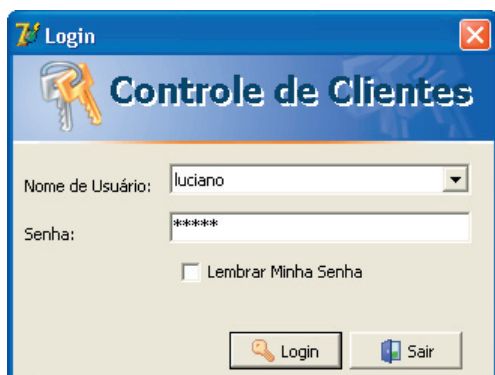 Login
Controle de Clientes
Nome de Usuário:
luciano
Senha:
*****
Lembrar Minha Senha
Login
Sair